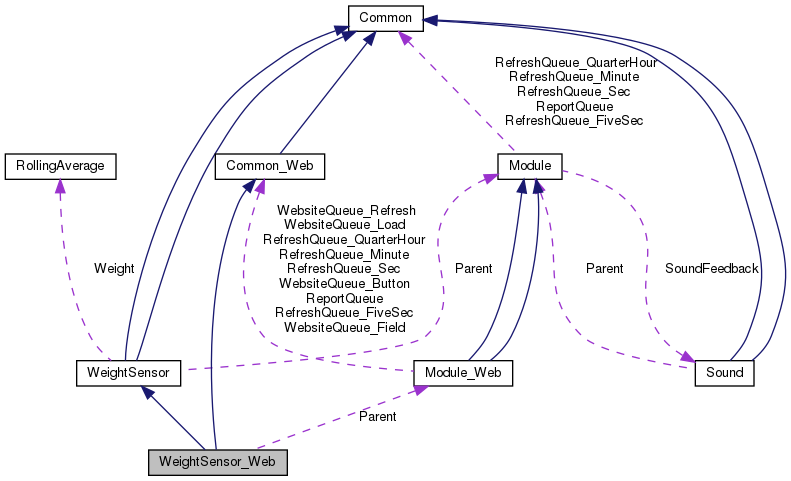 Common
RefreshQueue_QuarterHour
RefreshQueue_Minute
RefreshQueue_Sec
ReportQueue
RefreshQueue_FiveSec
RollingAverage
Common_Web
Module
WebsiteQueue_Refresh
WebsiteQueue_Load
RefreshQueue_QuarterHour
RefreshQueue_Minute
RefreshQueue_Sec
WebsiteQueue_Button
ReportQueue
RefreshQueue_FiveSec
WebsiteQueue_Field
Weight
Parent
Parent
SoundFeedback
WeightSensor
Module_Web
Sound
Parent
WeightSensor_Web